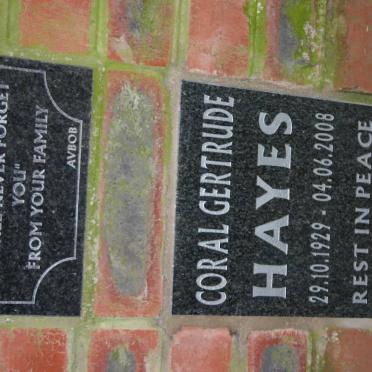 NEVER FORGET
YOU"
FROM YOUR FAMILY
AVBOB
CORAL GERTRUDE
HAYES
29.10.1929 - 04.06.2008
REST IN PEACE